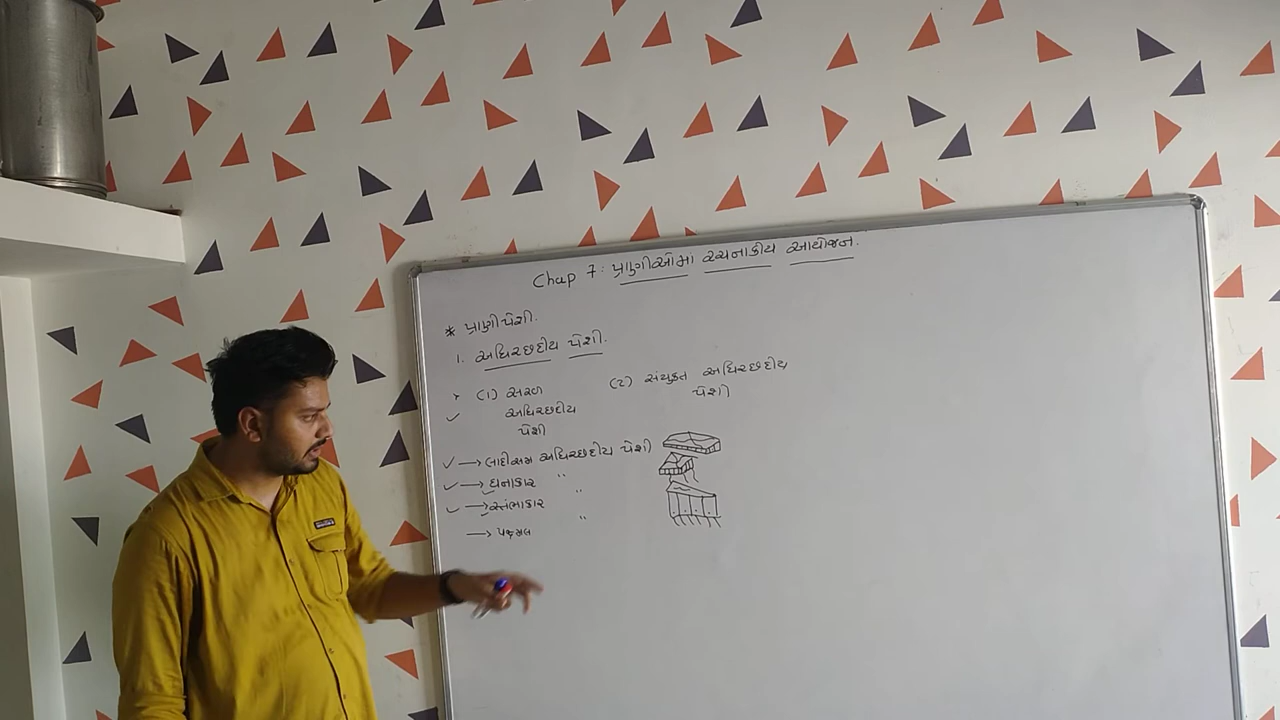 Chap 7: પ્રાણીઓમાં રચનાકીય આયોજન.
* પ્રાણીપેશી.
1. અધિચ્છદીય પેશી.
(1) સરળ અધિચ્છદીય પેશી
(2) સંયુક્ત અધિચ્છદીય પેશી
✓ → લાદીસમ અધિચ્છદીય પેશી
✓ → ઘનાકાર " "
✓ → સ્તંભાકાર " "
→ પક્ષ્મલ